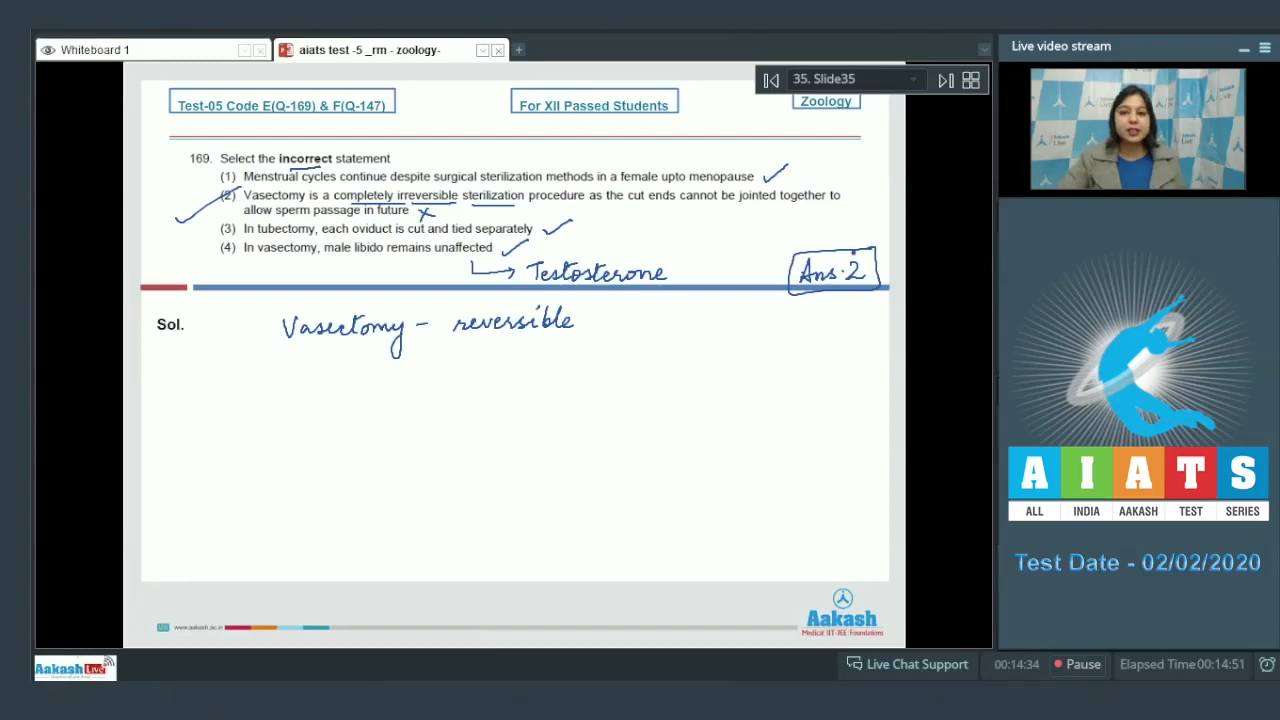 Whiteboard 1
aiats test -5 _rm - zoology-
Live video stream
35. Slide35
Test-05 Code E(Q-169) & F(Q-147)
For XII Passed Students
Zoology
169. Select the incorrect statement
(1) Menstrual cycles continue despite surgical sterilization methods in a female upto menopause
(2) Vasectomy is a completely irreversible sterilization procedure as the cut ends cannot be jointed together to
allow sperm passage in future
(3) In tubectomy, each oviduct is cut and tied separately
(4) In vasectomy, male libido remains unaffected
Testosterone
Ans. 2
Sol.
Vasectomy - reversible
AIATS
ALL INDIA AAKASH TEST SERIES
Test Date - 02/02/2020
www.aakash.ac.in
Aakash
Medical|IIT-JEE|Foundations
Aakash Live
Live Chat Support
00:14:34
Pause
Elapsed Time 00:14:51